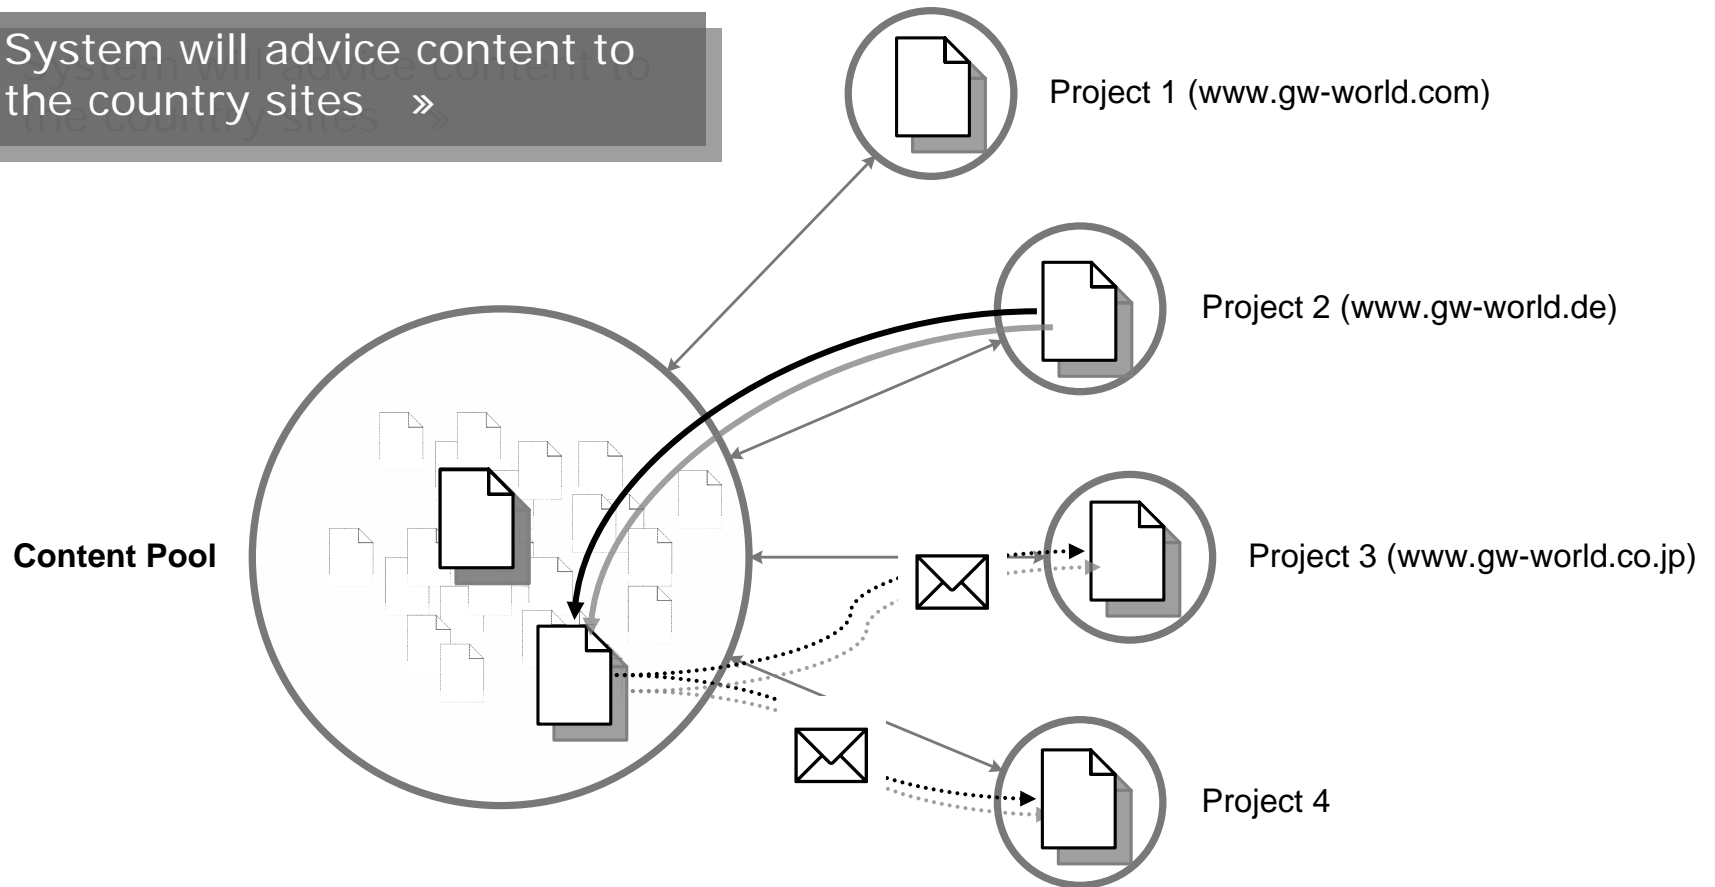 System will advice content to
the country sites »
Project 1 (www.gw-world.com)
Project 2 (www.gw-world.de)
Content Pool
Project 3 (www.gw-world.co.jp)
Project 4